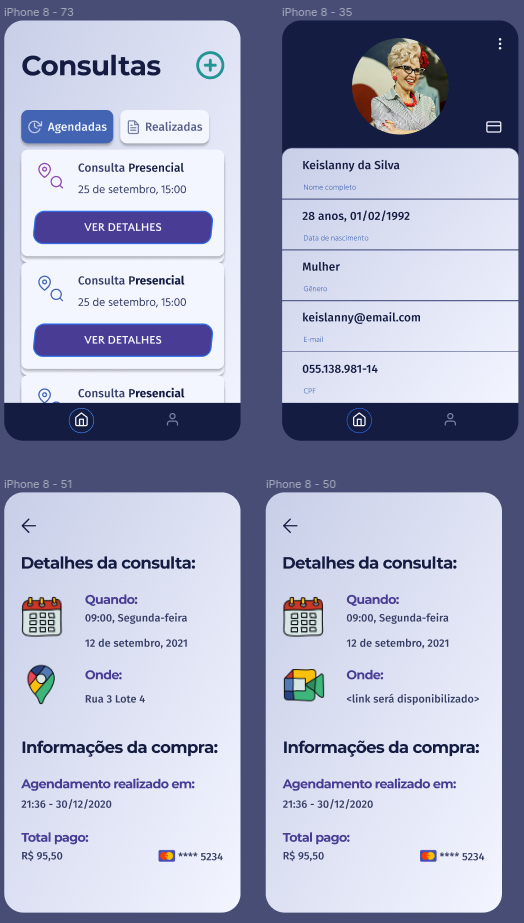 iPhone 8 - 73
Consultas
Agendadas
Realizadas
Consulta Presencial
25 de setembro, 15:00
VER DETALHES
Consulta Presencial
25 de setembro, 15:00
VER DETALHES
Consulta Presencial
iPhone 8 - 35
Keislanny da Silva
Nome completo
28 anos, 01/02/1992
Data de nascimento
Mulher
Gênero
keislanny@email.com
E-mail
055.138.981-14
CPF
iPhone 8 - 51
Detalhes da consulta:
Quando:
09:00, Segunda-feira
12 de setembro, 2021
Onde:
Rua 3 Lote 4
Informações da compra:
Agendamento realizado em:
21:36 - 30/12/2020
Total pago:
R$ 95,50
**** 5234
iPhone 8 - 50
Detalhes da consulta:
Quando:
09:00, Segunda-feira
12 de setembro, 2021
Onde:
<link será disponibilizado>
Informações da compra:
Agendamento realizado em:
21:36 - 30/12/2020
Total pago:
R$ 95,50
**** 5234